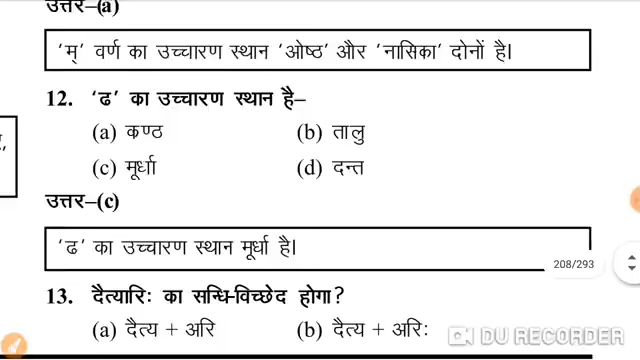 उत्तर–(a)
‘म्’ वर्ण का उच्चारण स्थान ‘ओष्ठ’ और ‘नासिका’ दोनों है।
12. ‘ढ’ का उच्चारण स्थान है–
(a) कण्ठ (b) तालु
(c) मूर्धा (d) दन्त
उत्तर–(c)
‘ढ’ का उच्चारण स्थान मूर्धा है।
208/293
13. दैत्यारिः का सन्धि-विच्छेद होगा?
(a) दैत्य + अरि (b) दैत्य + अरिः
DU RECORDER